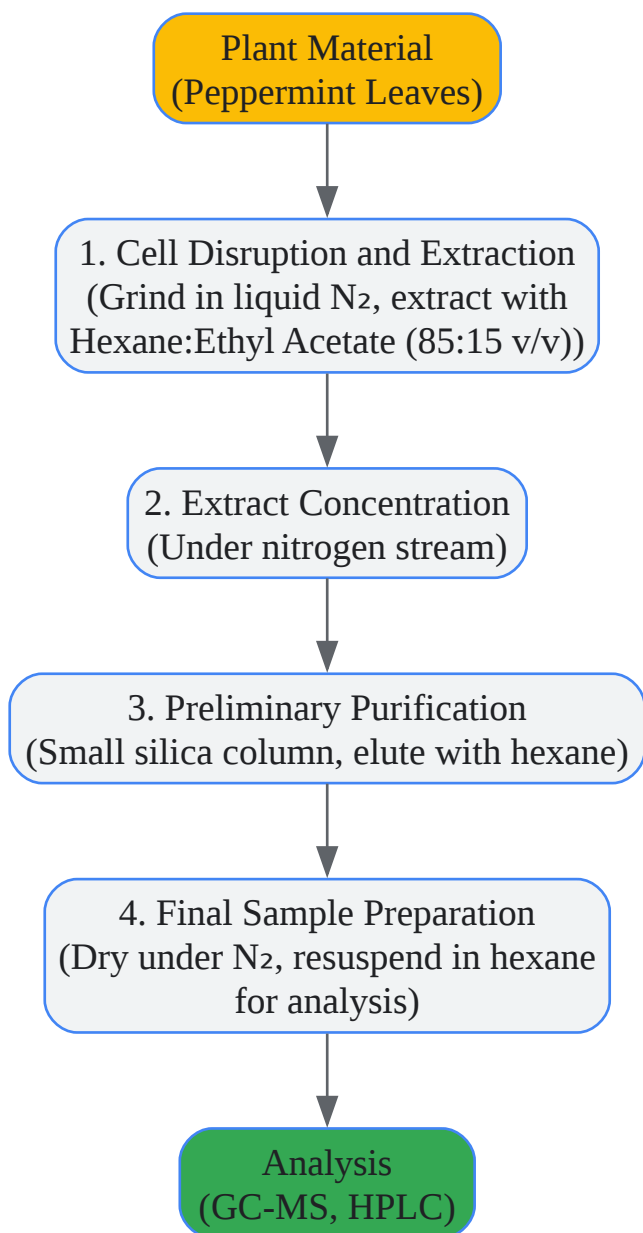 Plant Material
(Peppermint Leaves)
1. Cell Disruption and Extraction
(Grind in liquid N₂, extract with
Hexane:Ethyl Acetate (85:15 v/v))
2. Extract Concentration
(Under nitrogen stream)
3. Preliminary Purification
(Small silica column, elute with hexane)
4. Final Sample Preparation
(Dry under N₂, resuspend in hexane
for analysis)
Analysis
(GC-MS, HPLC)